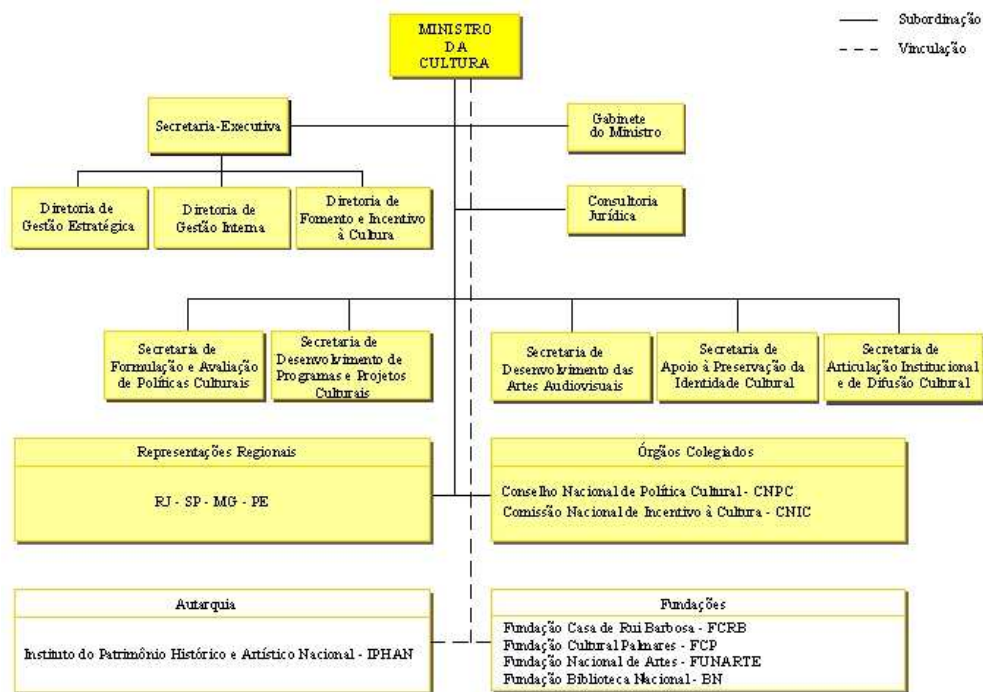 MINISTRO
DA
CULTURA
Subordinação
Vinculação
Secretaria-Executiva
Gabinete
do Ministro
Diretoria de
Gestão Estratégica
Diretoria de
Gestão Interna
Diretoria de
Fomento e Incentivo
à Cultura
Consultoria
Jurídica
Secretaria de
Formulação e Avaliação
de Políticas Culturais
Secretaria de
Desenvolvimento de
Programas e Projetos
Culturais
Secretaria de
Desenvolvimento das
Artes Audiovisuais
Secretaria de
Apoio à Preservação da
Identidade Cultural
Secretaria de
Articulação Institucional
e de Difusão Cultural
Representações Regionais
RJ - SP - MG - PE
Órgãos Colegiados
Conselho Nacional de Política Cultural - CNPC
Comissão Nacional de Incentivo à Cultura - CNIC
Autarquia
Instituto do Patrimônio Histórico e Artístico Nacional - IPHAN
Fundações
Fundação Casa de Rui Barbosa - FCRB
Fundação Cultural Palmares - FCP
Fundação Nacional de Artes - FUNARTE
Fundação Biblioteca Nacional - BN